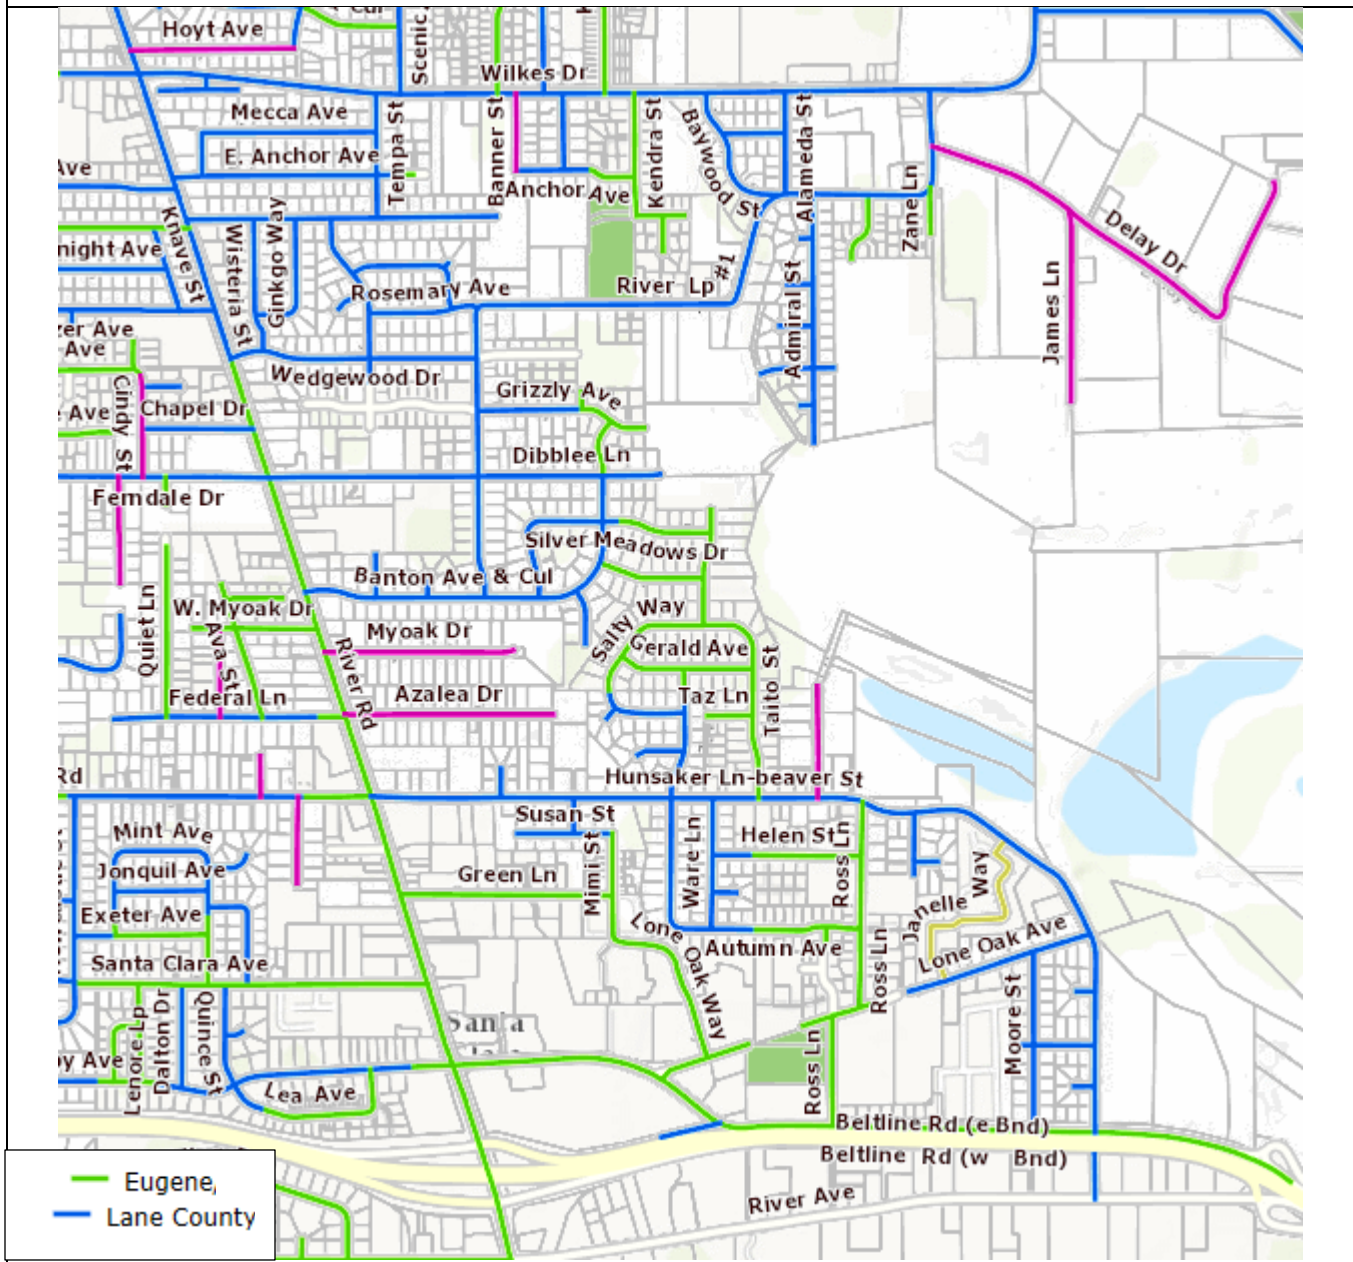 Cul
Hoyt Ave
Scenic
Wilkes Dr
Mecca Ave
Tempa St
Banner St
Kendra St
Baywood St
Alameda St
E. Anchor Ave
Ave
Anchor Ave
Zane Ln
Knave St
night Ave
Wisteria St
Ginkgo Way
Delay Dr
Rosemary Ave
River Lp #1
Admiral St
James Ln
zer Ave
Ave
Wedgewood Dr
Cindy St
e Ave
Chapel Dr
Grizzly Ave
Dibblee Ln
Ferndale Dr
Silver Meadows Dr
Banton Ave & Cul
Quiet Ln
W. Myoak Dr
Ava St
Myoak Dr
River Rd
Salty Way
Gerald Ave
Taito St
Federal Ln
Azalea Dr
Taz Ln
Rd
Hunsaker Ln-beaver St
Mint Ave
Susan St
Ware Ln
Helen St
Ross Ln
Jonquil Ave
Green Ln
Mimi St
Janelle Way
Exeter Ave
Lone Oak Way
Autumn Ave
Ross Ln
Lone Oak Ave
Santa Clara Ave
Moore St
Lenore Lp
Dalton Dr
Quince St
Santa
oy Ave
Lea Ave
Ross Ln
Beltline Rd (e Bnd)
Beltline Rd (w Bnd)
River Ave
Eugene,
Lane County